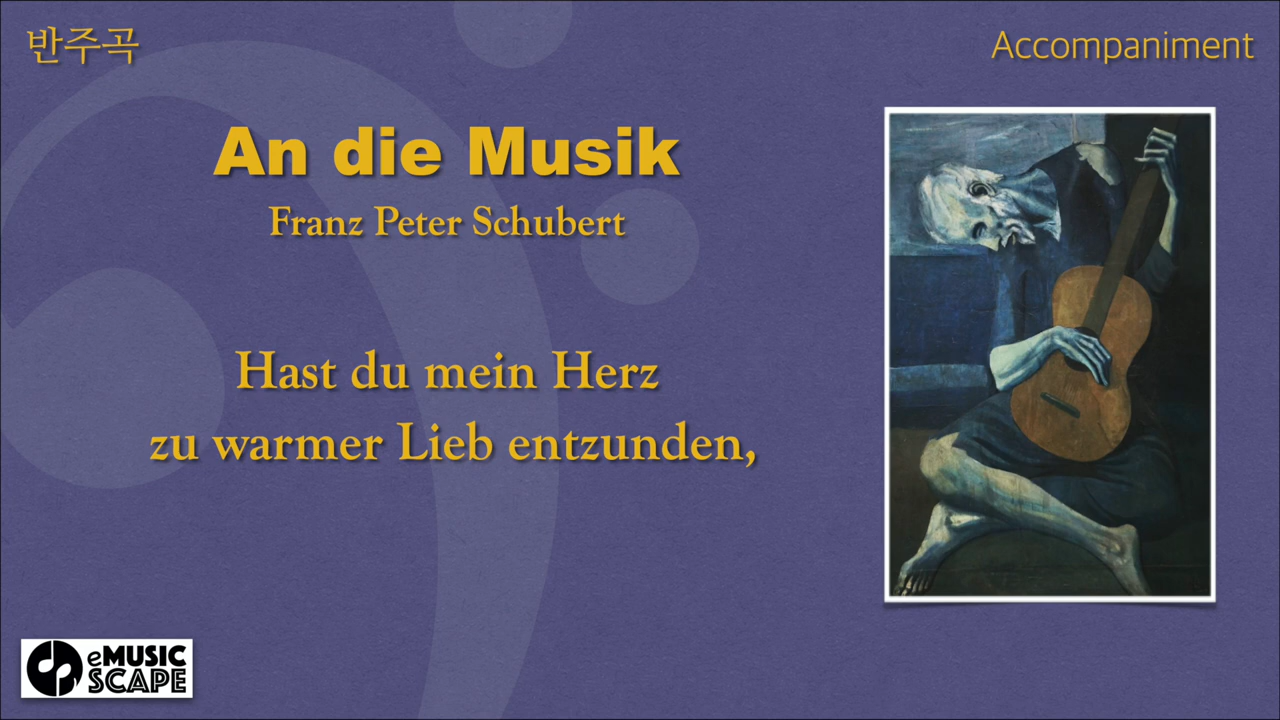 반주곡
Accompaniment
An die Musik
Franz Peter Schubert
Hast du mein Herz
zu warmer Lieb entzunden,
eMUSIC
SCAPE